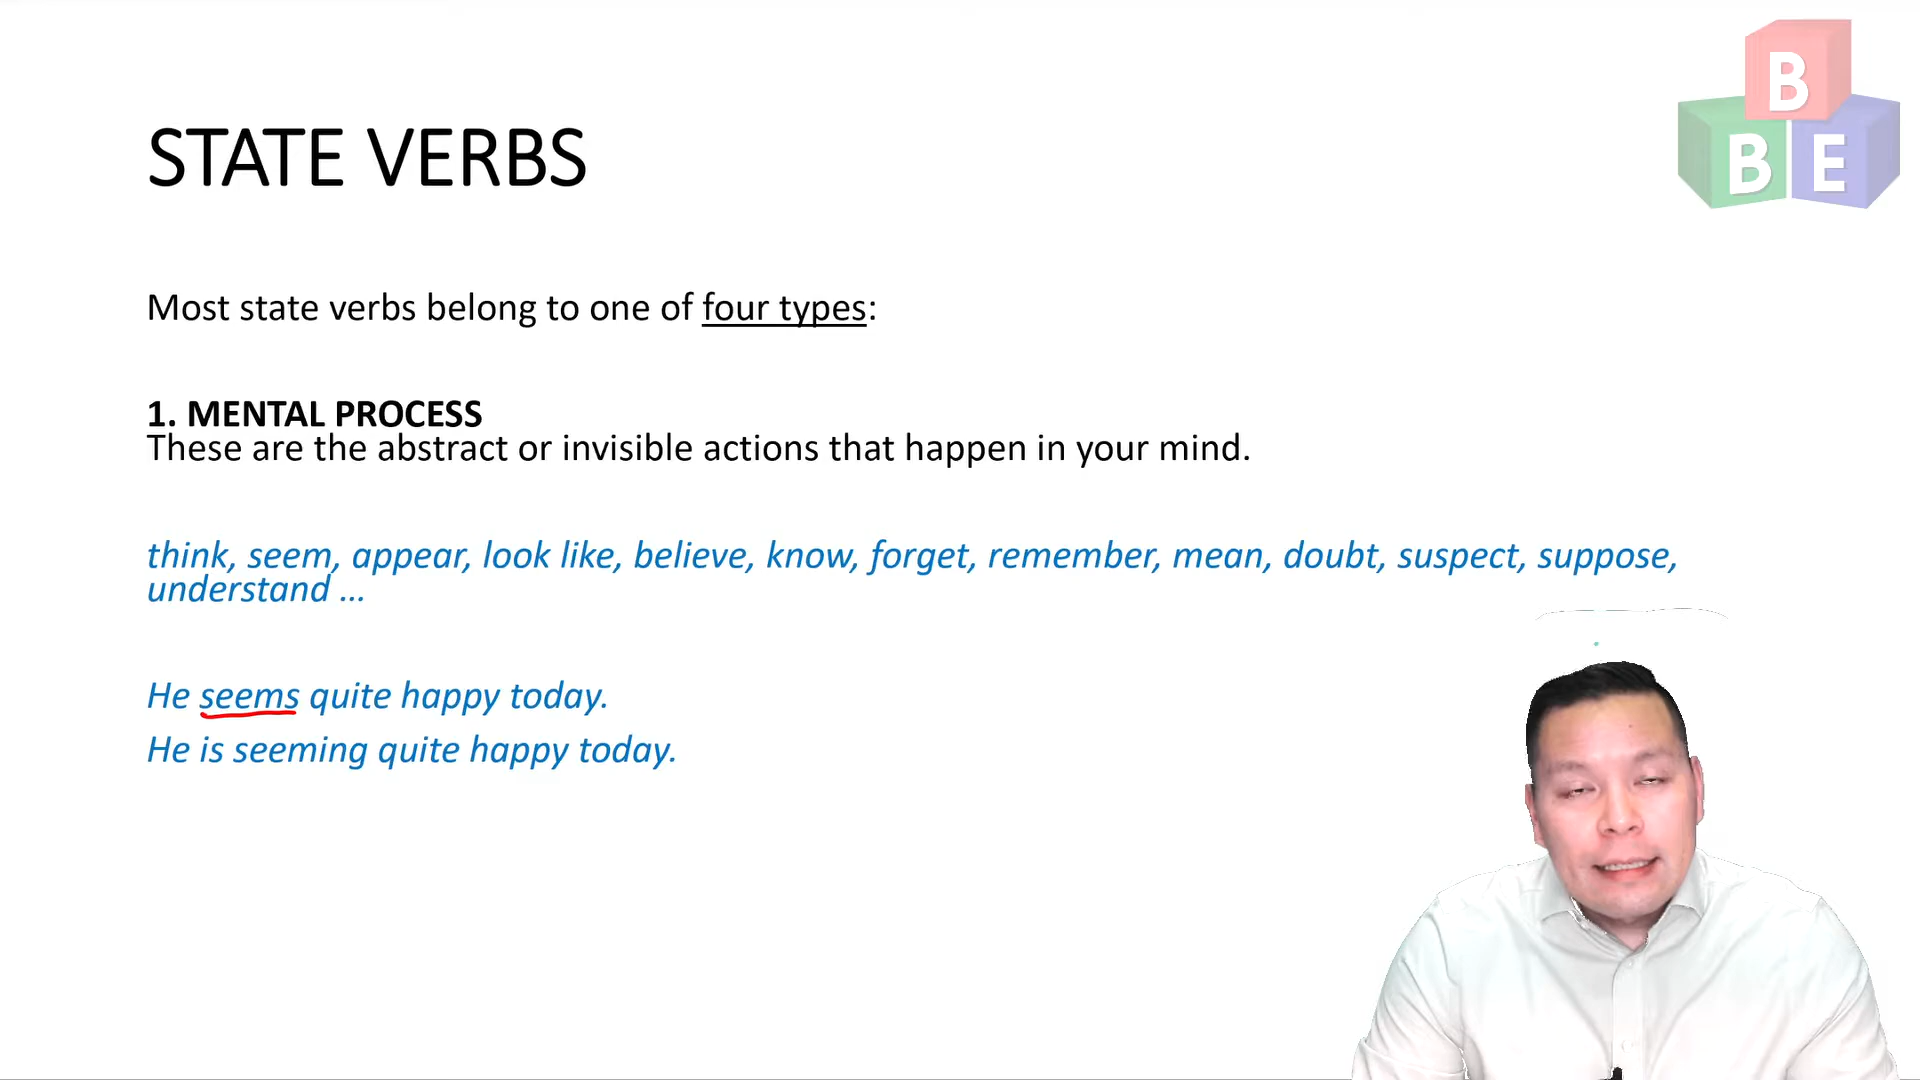 B
B E
STATE VERBS
Most state verbs belong to one of four types:
1. MENTAL PROCESS
These are the abstract or invisible actions that happen in your mind.
think, seem, appear, look like, believe, know, forget, remember, mean, doubt, suspect, suppose,
understand ...
He seems quite happy today.
He is seeming quite happy today.